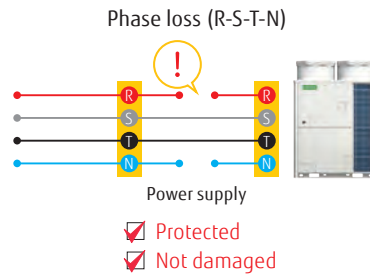 Phase loss (R-S-T-N)
!
R R
S S
T T
N N
Power supply
Protected
Not damaged